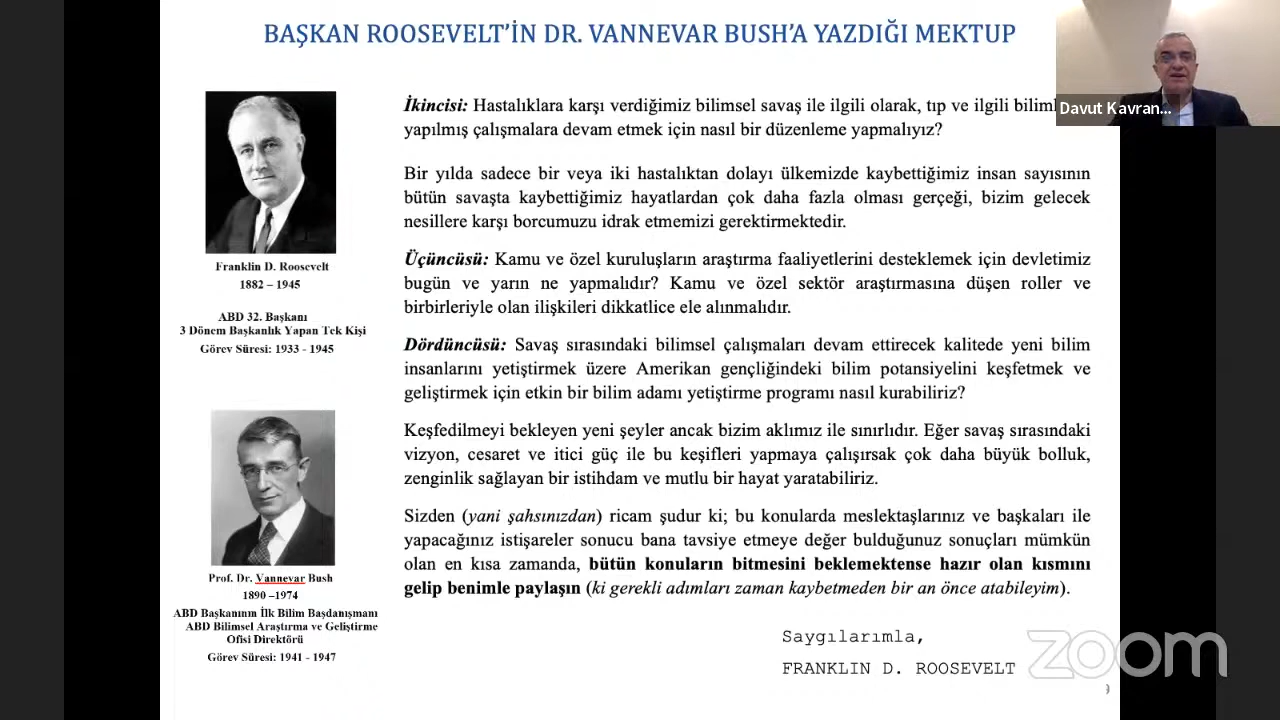 BAŞKAN ROOSEVELT'İN DR. VANNEVAR BUSH'A YAZDIĞI MEKTUP
Davut Kavran...
Franklin D. Roosevelt
1882 – 1945
ABD 32. Başkanı
3 Dönem Başkanlık Yapan Tek Kişi
Görev Süresi: 1933 - 1945
Prof. Dr. Vannevar Bush
1890 –1974
ABD Başkanının İlk Bilim Başdanışmanı
ABD Bilimsel Araştırma ve Geliştirme
Ofisi Direktörü
Görev Süresi: 1941 - 1947
İkincisi: Hastalıklara karşı verdiğimiz bilimsel savaş ile ilgili olarak, tıp ve ilgili
yapılmış çalışmalara devam etmek için nasıl bir düzenleme yapmalıyız?
Bir yılda sadece bir veya iki hastalıktan dolayı ülkemizde kaybettiğimiz insan sayısının
bütün savaşta kaybettiğimiz hayatlardan çok daha fazla olması gerçeği, bizim gelecek
nesillere karşı borcumuzu idrak etmemizi gerektirmektedir.
Üçüncüsü: Kamu ve özel kuruluşların araştırma faaliyetlerini desteklemek için devletimiz
bugün ve yarın ne yapmalıdır? Kamu ve özel sektör araştırmasına düşen roller ve
birbirleriyle olan ilişkileri dikkatlice ele alınmalıdır.
Dördüncüsü: Savaş sırasındaki bilimsel çalışmaları devam ettirecek kalitede yeni bilim
insanlarını yetiştirmek üzere Amerikan gençliğindeki bilim potansiyelini keşfetmek ve
geliştirmek için etkin bir bilim adamı yetiştirme programı nasıl kurabiliriz?
Keşfedilmeyi bekleyen yeni şeyler ancak bizim aklımız ile sınırlıdır. Eğer savaş sırasındaki
vizyon, cesaret ve itici güç ile bu keşifleri yapmaya çalışırsak çok daha büyük bolluk,
zenginlik sağlayan bir istihdam ve mutlu bir hayat yaratabiliriz.
Sizden (yani şahsınızdan) ricam şudur ki; bu konularda meslektaşlarınız ve başkaları ile
yapacağınız istişareler sonucu bana tavsiye etmeye değer bulduğunuz sonuçları mümkün
olan en kısa zamanda, bütün konuların bitmesini beklemektense hazır olan kısmını
gelip benimle paylaşın (ki gerekli adımları zaman kaybetmeden bir an önce atabileyim).
Saygılarımla,
FRANKLIN D. ROOSEVELT
zoom